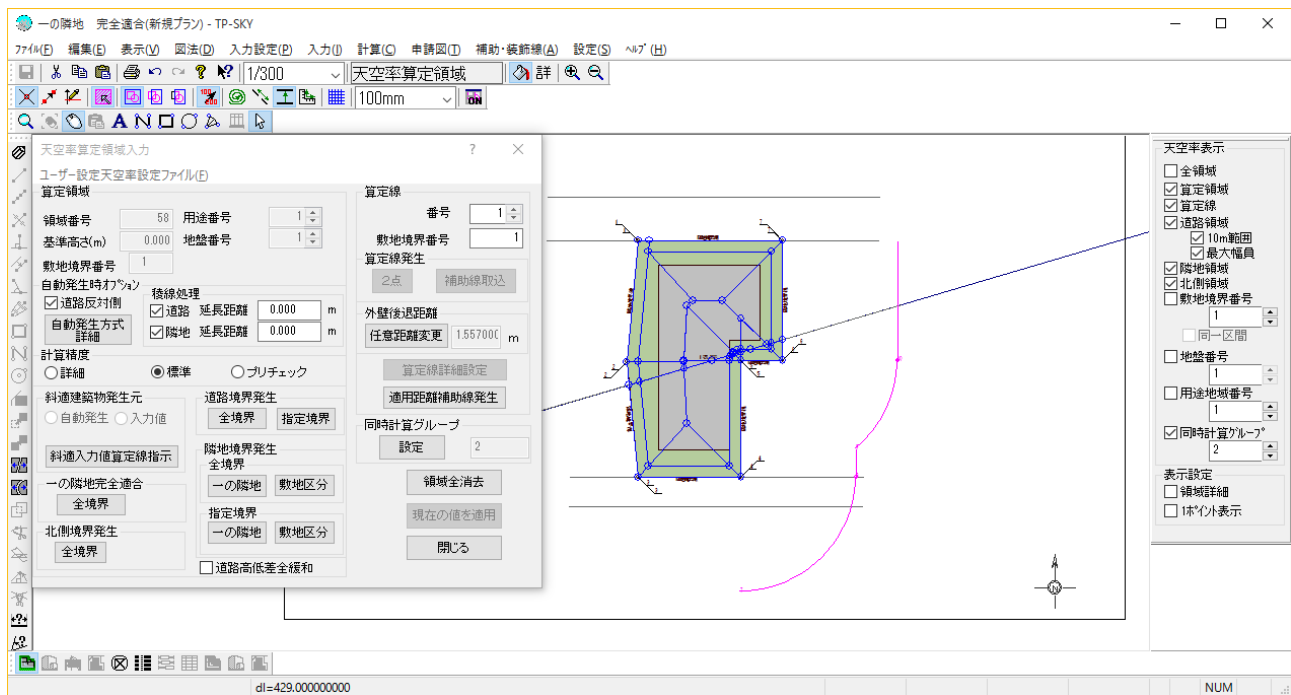 一の隣地　完全適合(新規プラン) - TP-SKY
ﾌｧｲﾙ(F) 編集(E) 表示(V) 図法(D) 入力設定(P) 入力(I) 計算(C) 申請図(T) 補助・装飾線(A) 設定(S) ﾍﾙﾌﾟ(H)
1/300 天空率算定領域 詳
100mm ON
天空率算定領域入力 ?
ユーザー設定天空率設定ファイル(F)
算定領域
領域番号 58 用途番号 1
基準高さ(m) 0.000 地盤番号 1
敷地境界番号 1
自動発生時ｵﾌﾟｼｮﾝ
道路反対側
自動発生方式
詳細
稜線処理
道路 延長距離 0.000 m
隣地 延長距離 0.000 m
計算精度
詳細 標準 プリチェック
斜適建築物発生元
自動発生 入力値
斜適入力値算定線指示
一の隣地完全適合
全境界
北側境界発生
全境界
道路境界発生
全境界 指定境界
隣地境界発生
全境界
一の隣地 敷地区分
指定境界
一の隣地 敷地区分
道路高低差全緩和
算定線
番号 1
敷地境界番号 1
算定線発生
2点 補助線取込
外壁後退距離
任意距離変更 1.557000 m
算定線詳細設定
適用距離補助線発生
同時計算グループ
設定 2
領域全消去
現在の値を適用
閉じる
天空率表示
全領域
算定領域
算定線
道路領域
10m範囲
最大幅員
隣地領域
北側領域
敷地境界番号
1
同一区間
地盤番号
1
用途地域番号
1
同時計算ｸﾞﾙｰﾌﾟ
2
表示設定
領域詳細
1ﾎﾟｲﾝﾄ表示
N
dl=429.000000000 NUM